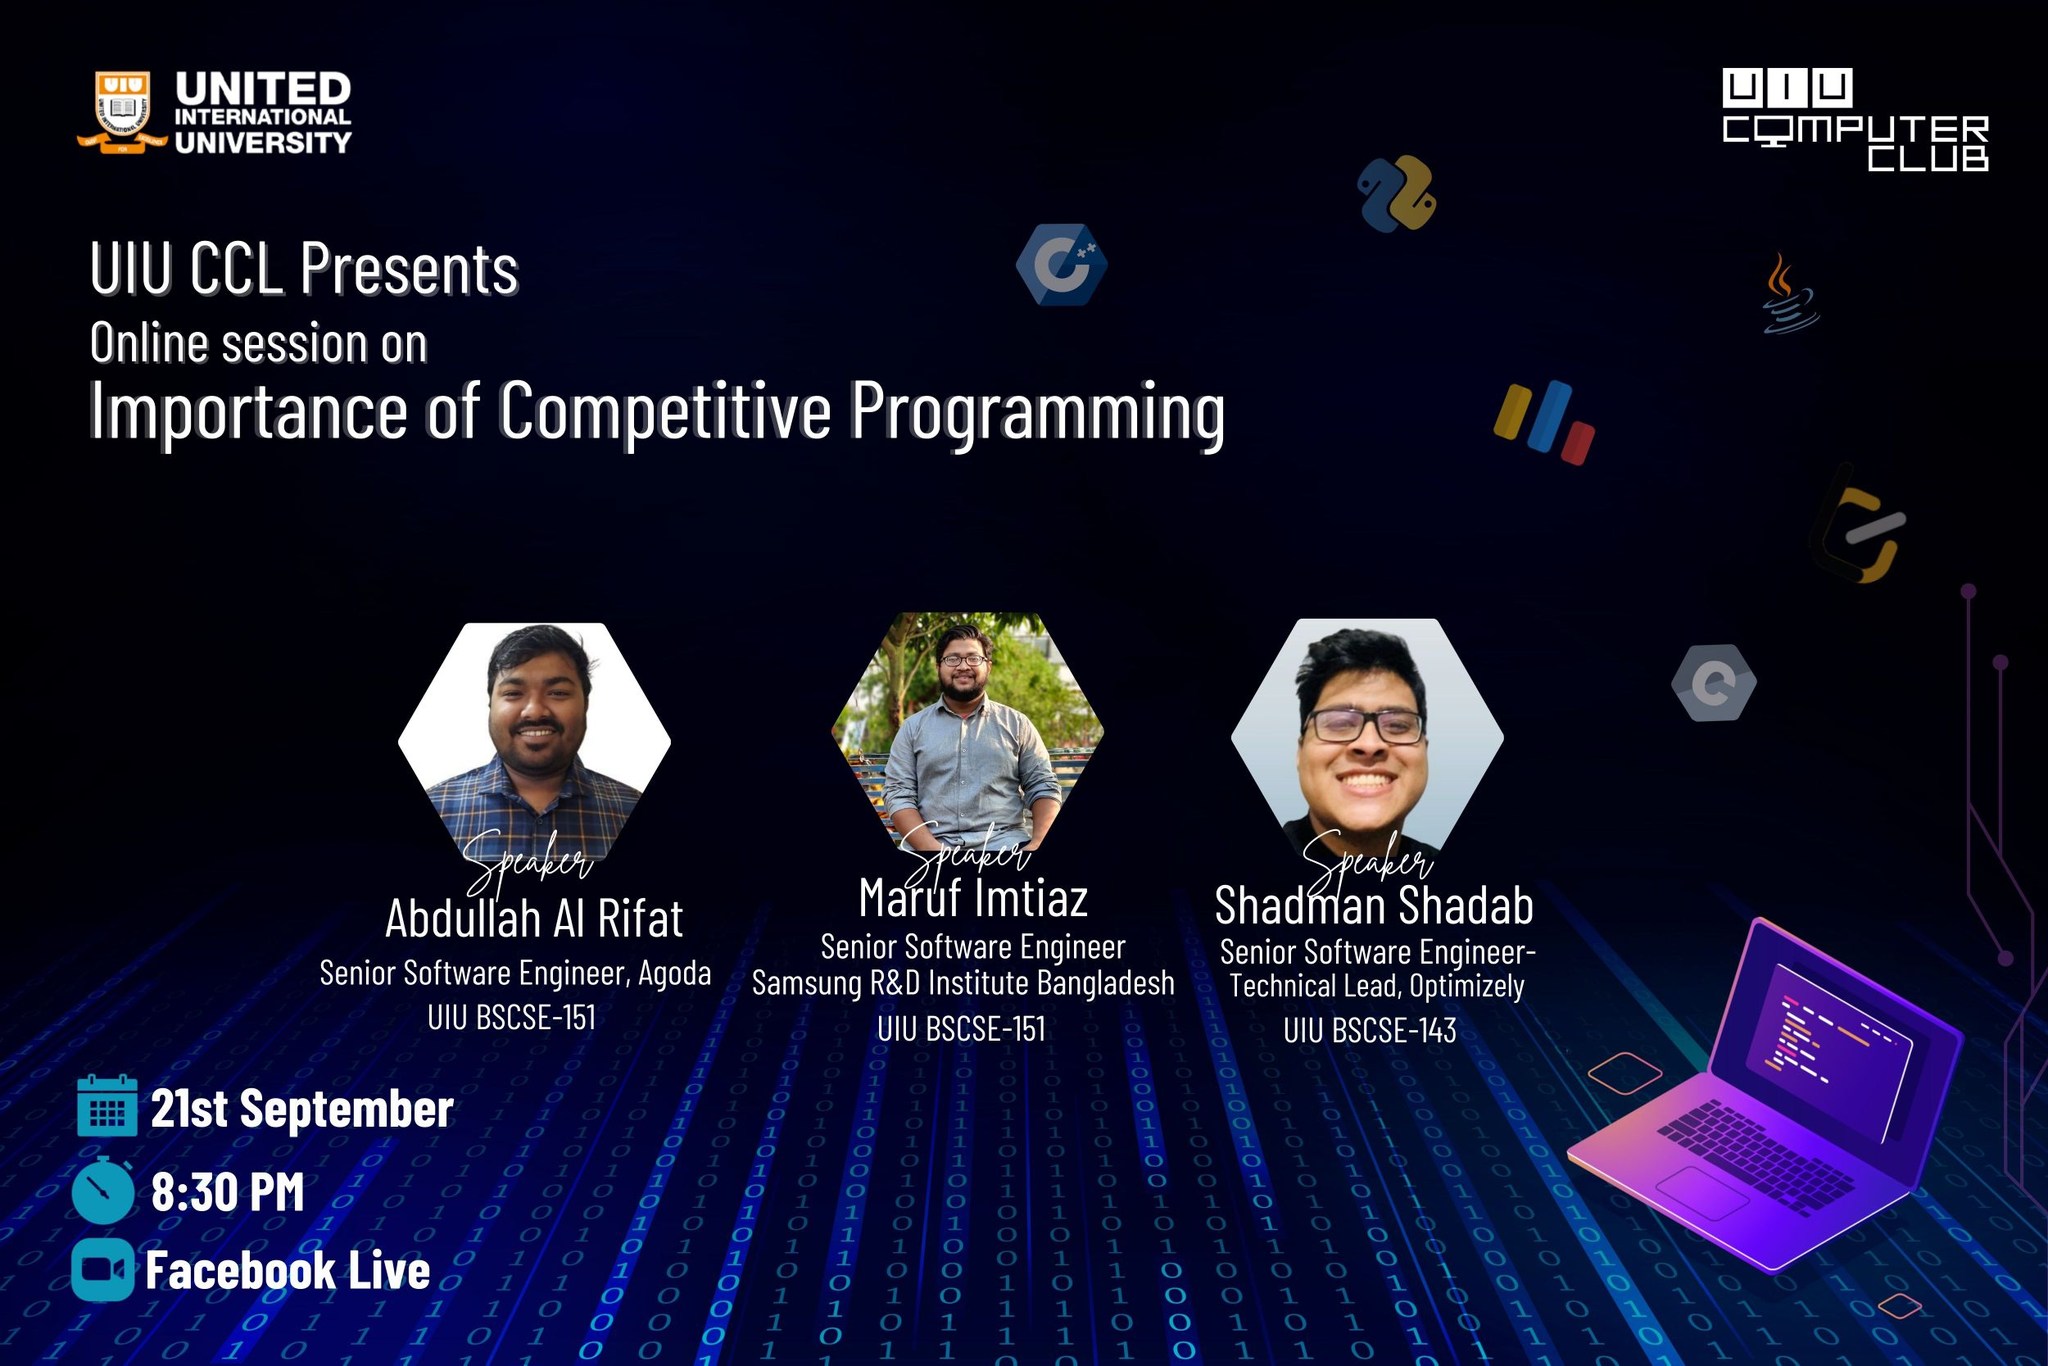 UIU
UNITED
INTERNATIONAL
UNIVERSITY
UIU
COMPUTER
CLUB
UIU CCL Presents
Online session on
Importance of Competitive Programming
Speaker
Abdullah Al Rifat
Senior Software Engineer, Agoda
UIU BSCSE-151
Speaker
Maruf Imtiaz
Senior Software Engineer
Samsung R&D Institute Bangladesh
UIU BSCSE-151
Speaker
Shadman Shadab
Senior Software Engineer-
Technical Lead, Optimizely
UIU BSCSE-143
21st September
8:30 PM
Facebook Live